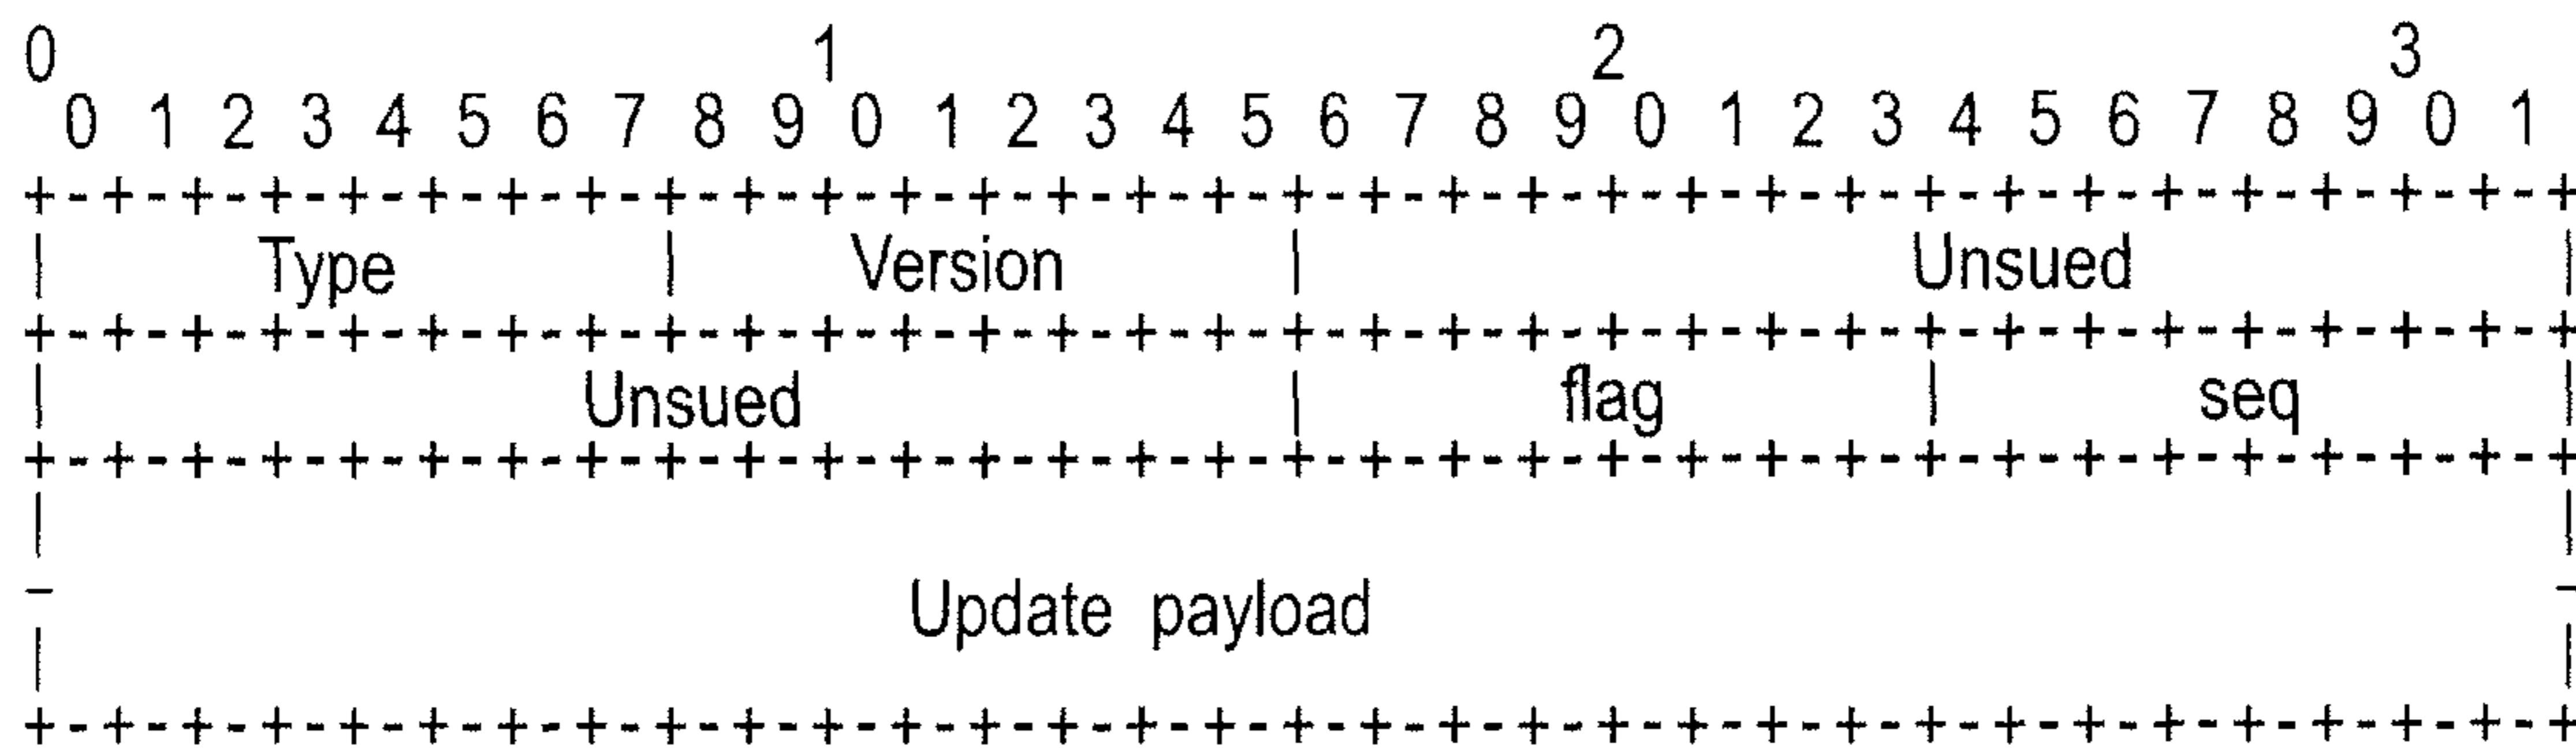 0 1 2 3
0 1 2 3 4 5 6 7 8 9 0 1 2 3 4 5 6 7 8 9 0 1 2 3 4 5 6 7 8 9 0 1
+-+-+-+-+-+-+-+-+-+-+-+-+-+-+-+-+-+-+-+-+-+-+-+-+-+-+-+-+-+-+-+-+
| Type | Version | Unsued |
+-+-+-+-+-+-+-+-+-+-+-+-+-+-+-+-+-+-+-+-+-+-+-+-+-+-+-+-+-+-+-+-+
| Unsued | flag | seq |
+-+-+-+-+-+-+-+-+-+-+-+-+-+-+-+-+-+-+-+-+-+-+-+-+-+-+-+-+-+-+-+-+
| |
- Update payload -
| |
+-+-+-+-+-+-+-+-+-+-+-+-+-+-+-+-+-+-+-+-+-+-+-+-+-+-+-+-+-+-+-+-+